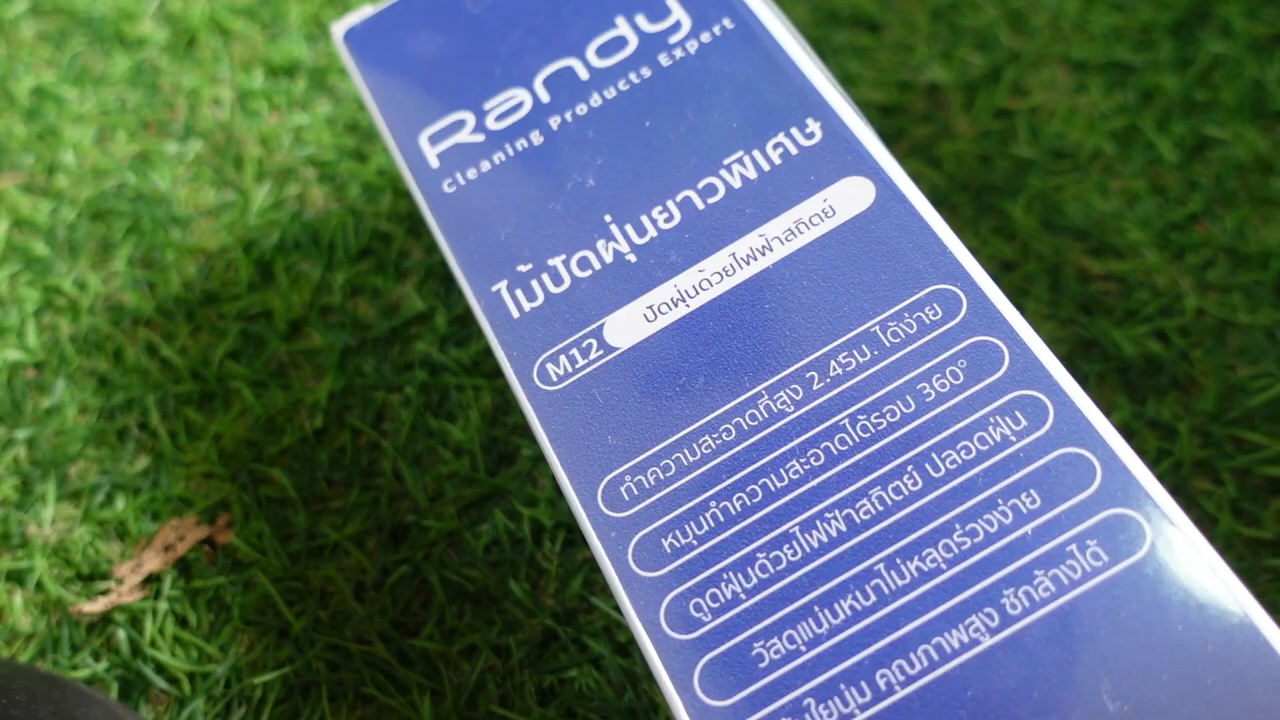 Randy
Cleaning Products Expert
ไม้ปัดฝุ่นยาวพิเศษ
M12 ปัดฝุ่นด้วยไฟฟ้าสถิตย์
ทำความสะอาดที่สูง 2.45ม. ได้ง่าย
หมุนทำความสะอาดได้รอบ 360°
ดูดฝุ่นด้วยไฟฟ้าสถิตย์ ปลอดฝุ่น
วัสดุแน่นหนาไม่หลุดร่วงง่าย
คุณภาพสูง ซักล้างได้